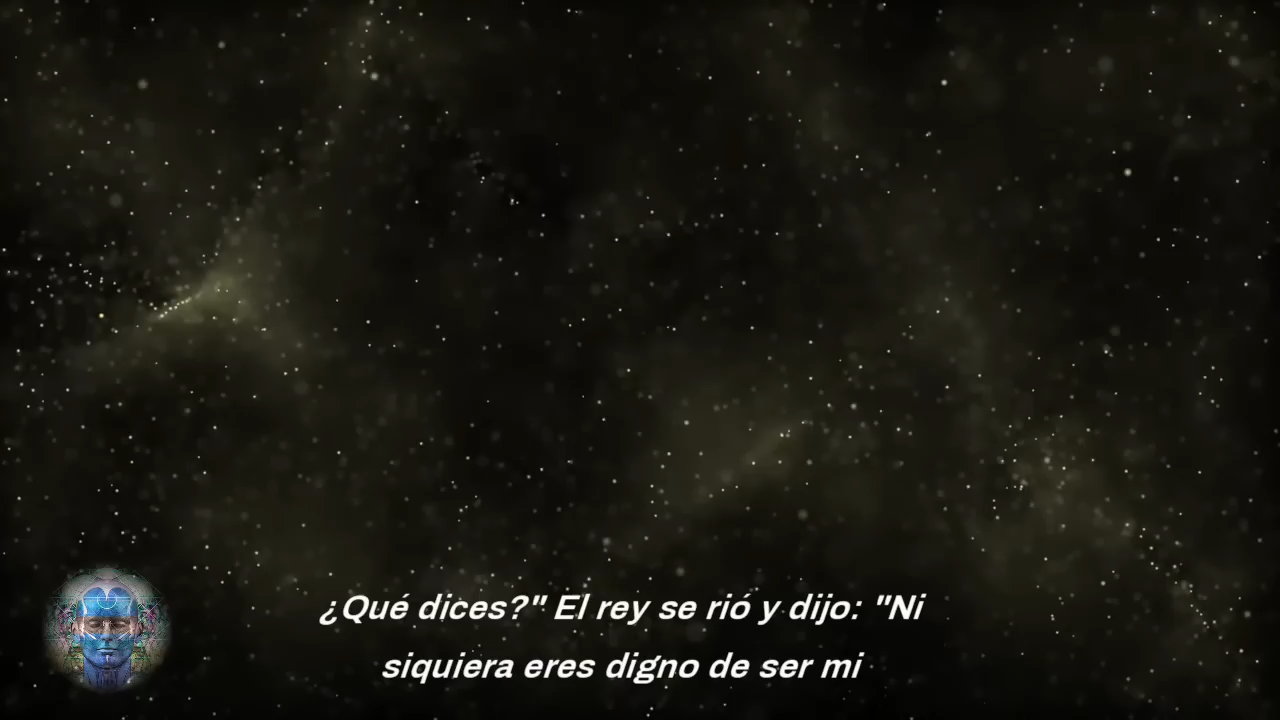 ¿Qué dices?" El rey se rió y dijo: "Ni
siquiera eres digno de ser mi